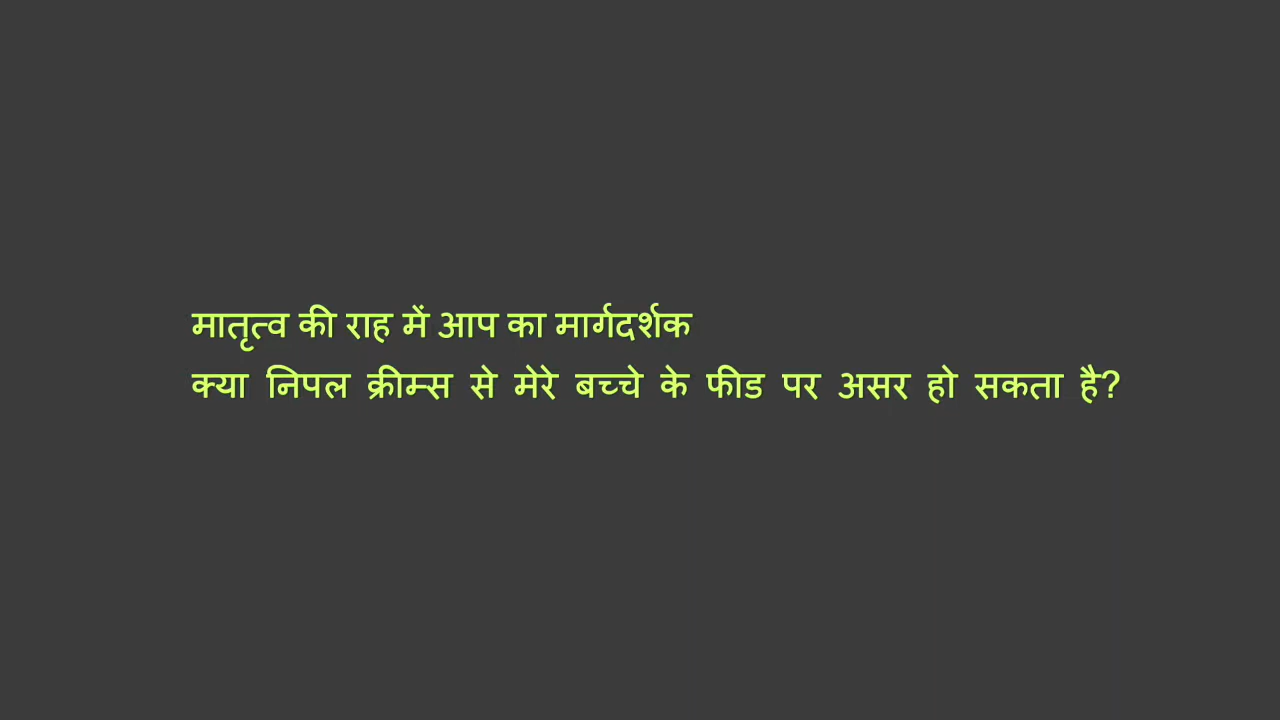 मातृत्व की राह में आप का मार्गदर्शक
क्या निपल क्रीम्स से मेरे बच्चे के फीड पर असर हो सकता है?